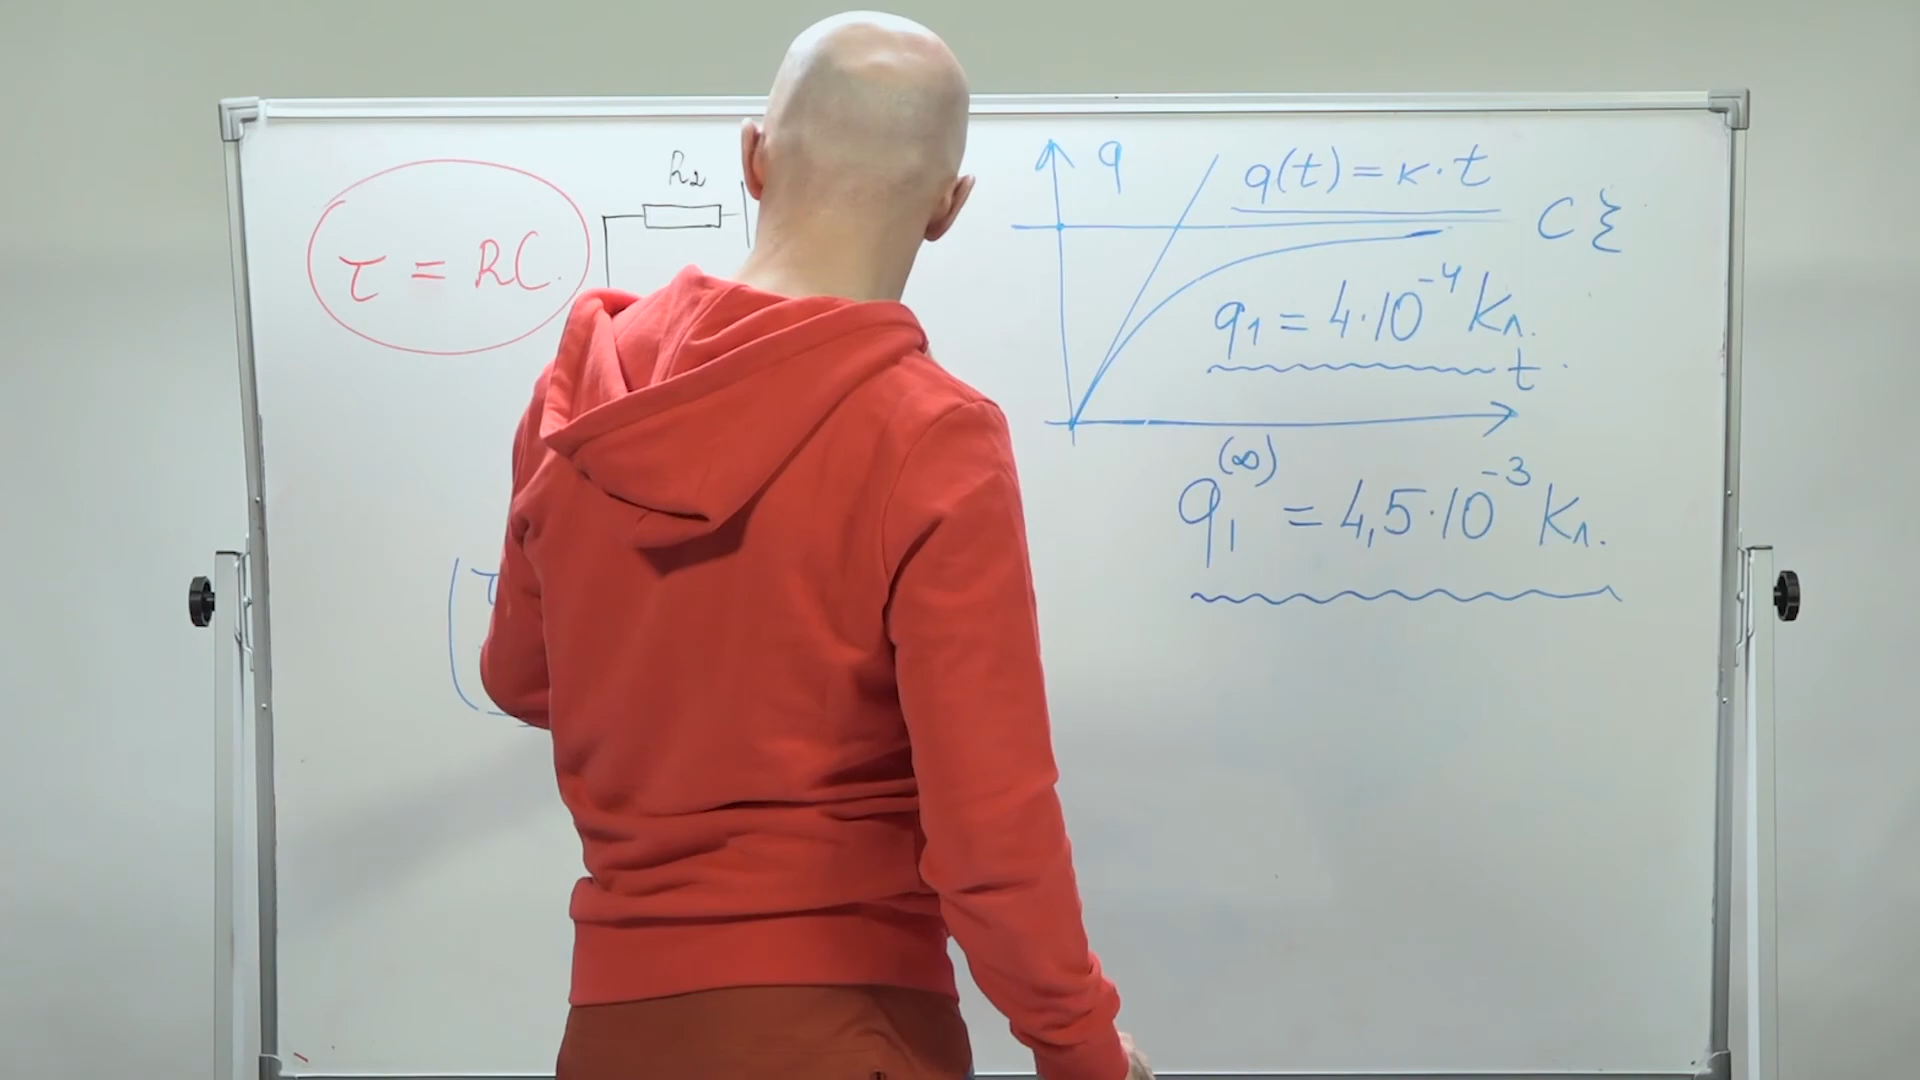 τ = RC.
R₂
q
q(t) = к·t
Cℰ
q₁ = 4·10⁻⁴ Кл.
t
q₁^(∞) = 4,5·10⁻³ Кл.
τ